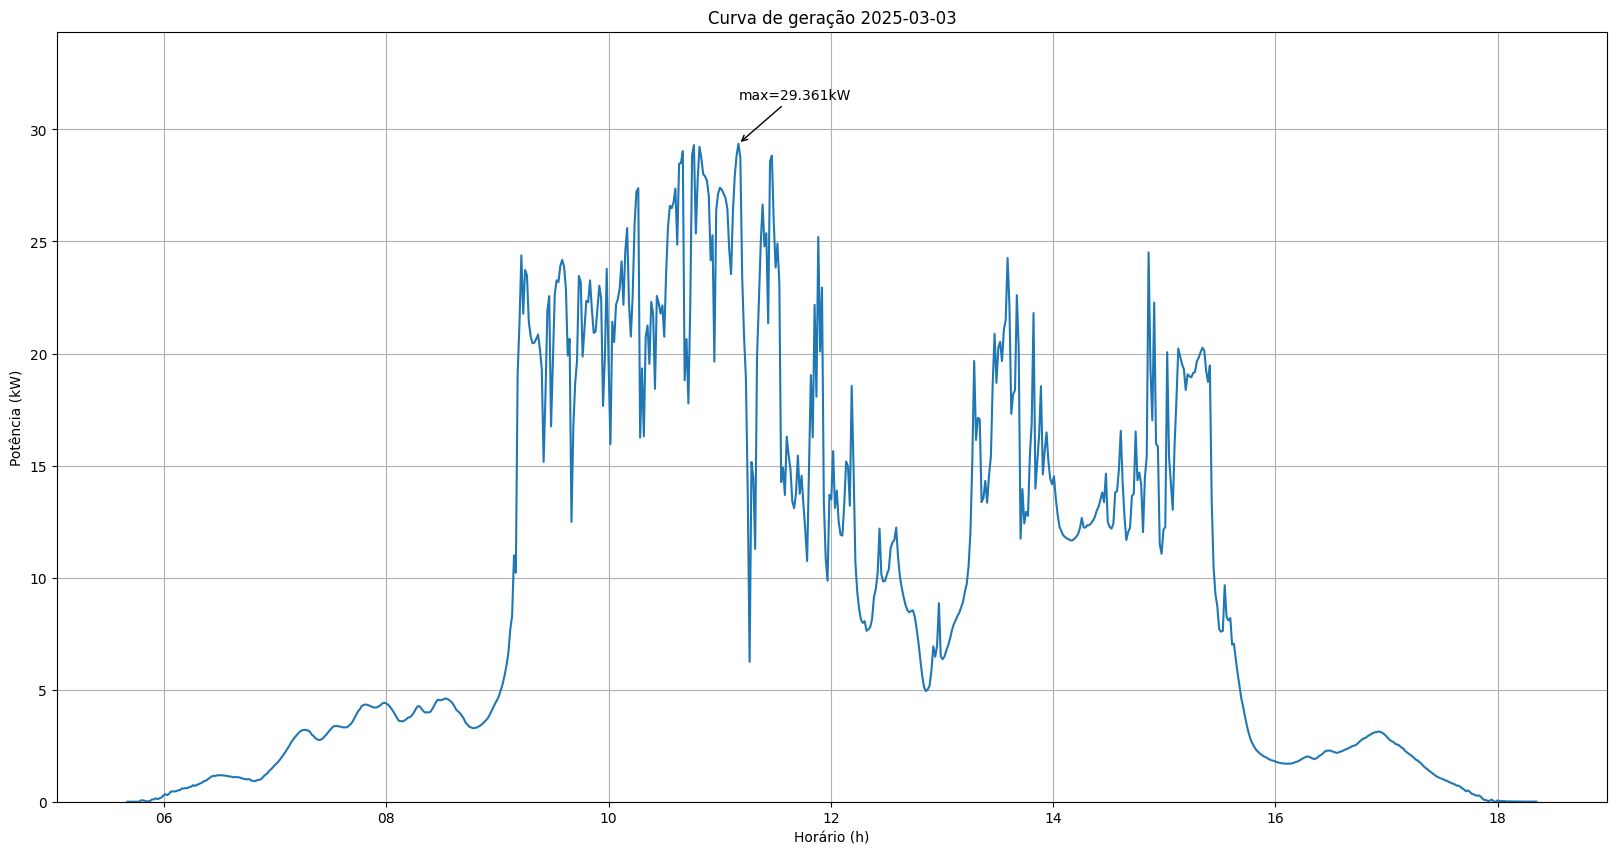 Curva de geração 2025-03-03
max=29.361kW
Potência (kW)
30
25
20
15
10
5
0
06 08 10 12 14 16 18
Horário (h)